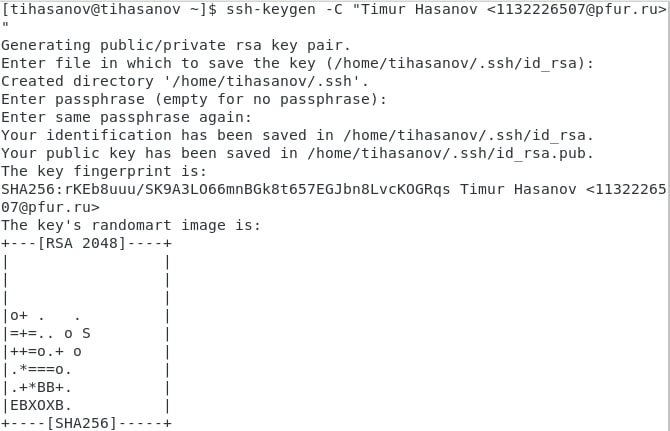 [tihasanov@tihasanov ~]$ ssh-keygen -C "Timur Hasanov <1132226507@pfur.ru>
"
Generating public/private rsa key pair.
Enter file in which to save the key (/home/tihasanov/.ssh/id_rsa):
Created directory '/home/tihasanov/.ssh'.
Enter passphrase (empty for no passphrase):
Enter same passphrase again:
Your identification has been saved in /home/tihasanov/.ssh/id_rsa.
Your public key has been saved in /home/tihasanov/.ssh/id_rsa.pub.
The key fingerprint is:
SHA256:rKEb8uuu/SK9A3LO66mnBGk8t657EGJbn8LvcKOGRqs Timur Hasanov <11322265
07@pfur.ru>
The key's randomart image is:
+---[RSA 2048]----+
|                 |
|                 |
|                 |
|o+ .   .         |
|=+=.. o S        |
|++=o.+ o         |
|.*===o.          |
|.+*BB+.          |
|EBXOXB.          |
+----[SHA256]-----+